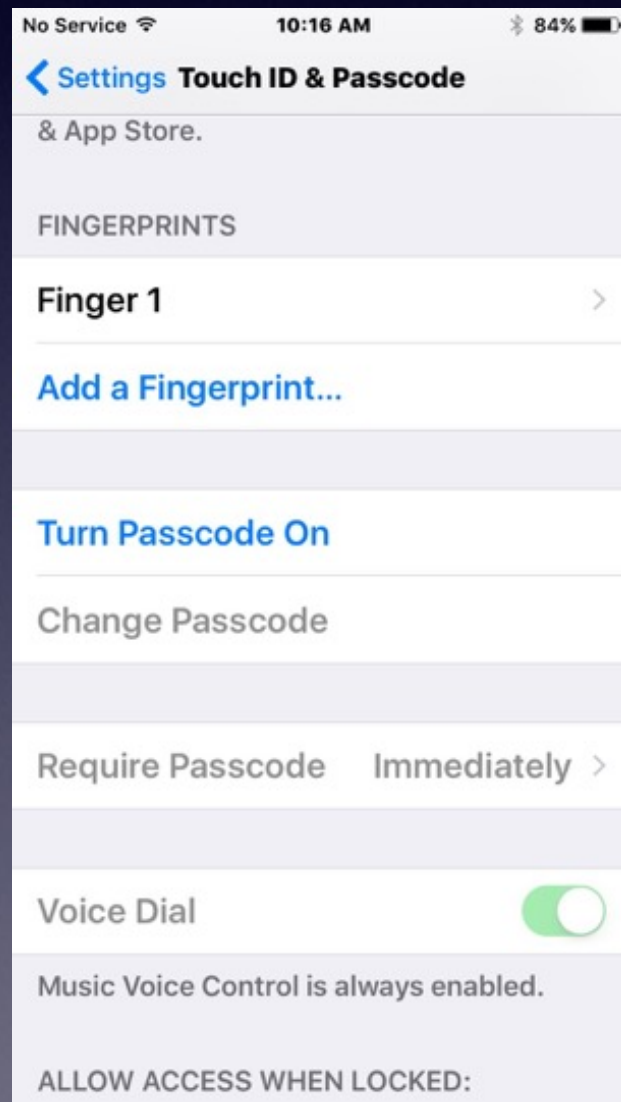 No Service 10:16 AM 84%
Settings Touch ID & Passcode
& App Store.
FINGERPRINTS
Finger 1
Add a Fingerprint...
Turn Passcode On
Change Passcode
Require Passcode Immediately
Voice Dial
Music Voice Control is always enabled.
ALLOW ACCESS WHEN LOCKED: